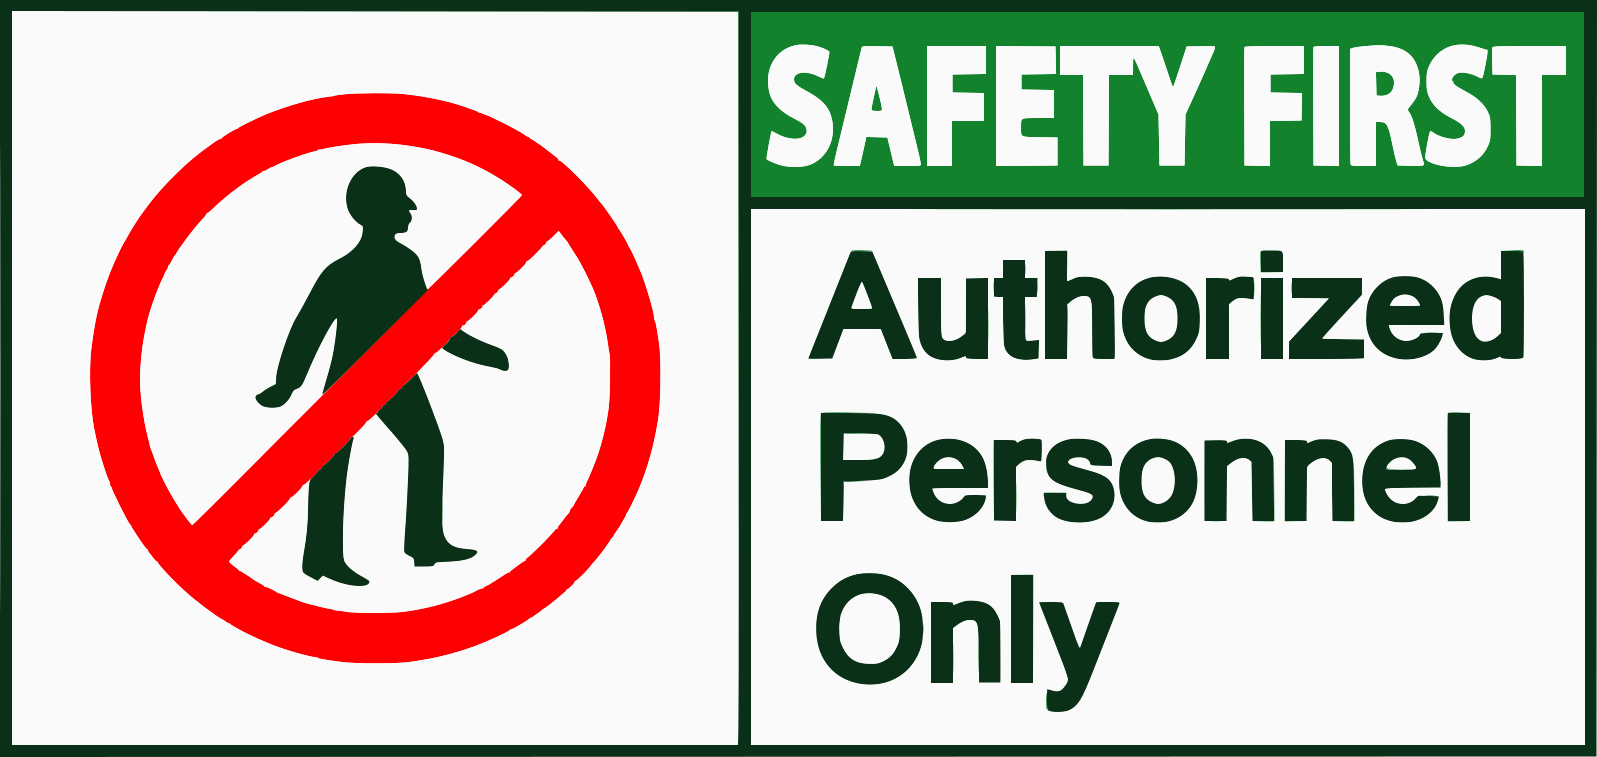 SAFETY FIRST
Authorized
Personnel
Only